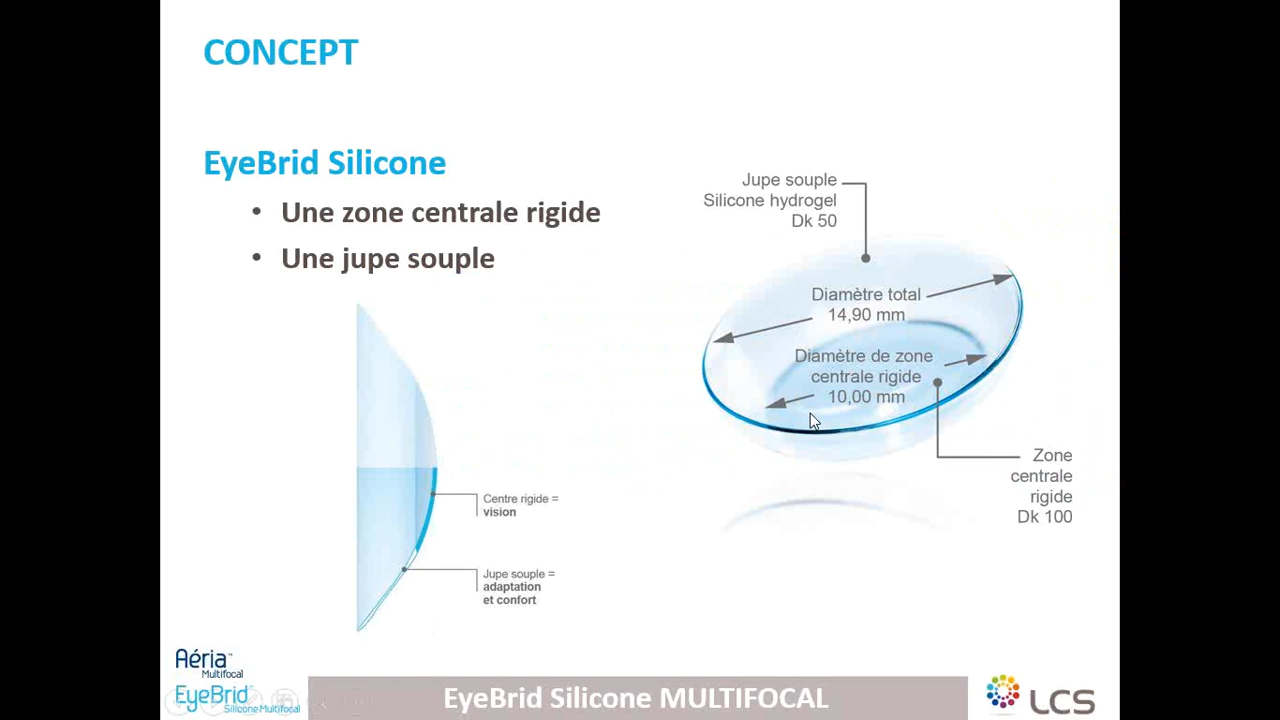 CONCEPT
EyeBrid Silicone
• Une zone centrale rigide
• Une jupe souple
Jupe souple
Silicone hydrogel
Dk 50
Diamètre total
14,90 mm
Diamètre de zone
centrale rigide
10,00 mm
Zone
centrale
rigide
Dk 100
Centre rigide =
vision
Jupe souple =
adaptation
et confort
Aéria™
Multifocal
EyeBrid
Silicone Multifocal
EyeBrid Silicone MULTIFOCAL
LCS